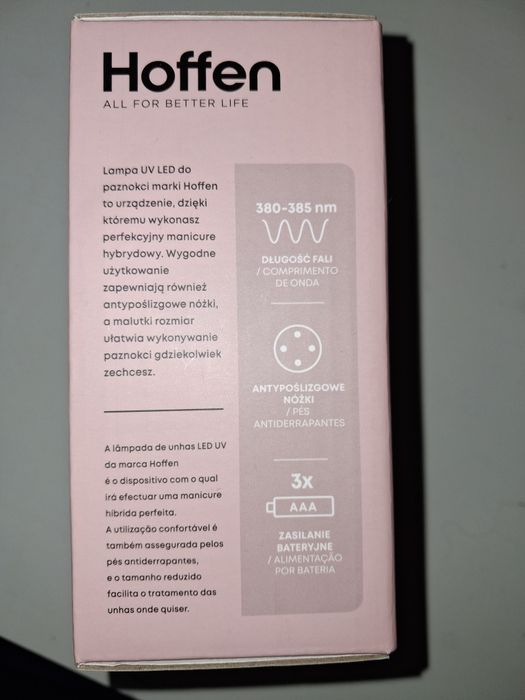 Hoffen
ALL FOR BETTER LIFE
Lampa UV LED do
paznokci marki Hoffen
to urządzenie, dzięki
któremu wykonasz
perfekcyjny manicure
hybrydowy. Wygodne
użytkowanie
zapewniają również
antypoślizgowe nóżki,
a malutki rozmiar
ułatwia wykonywanie
paznokci gdziekolwiek
zechcesz.
A lâmpada de unhas LED UV
da marca Hoffen
é o dispositivo com o qual
irá efectuar uma manicure
híbrida perfeita.
A utilização confortável é
também assegurada pelos
pés antiderrapantes,
e o tamanho reduzido
facilita o tratamento das
unhas onde quiser.
380-385 nm
DŁUGOŚĆ FALI
/ COMPRIMENTO
DE ONDA
ANTYPOŚLIZGOWE
NÓŻKI
/ PÉS
ANTIDERRAPANTES
3x
AAA
ZASILANIE
BATERYJNE
/ ALIMENTAÇÃO
POR BATERIA